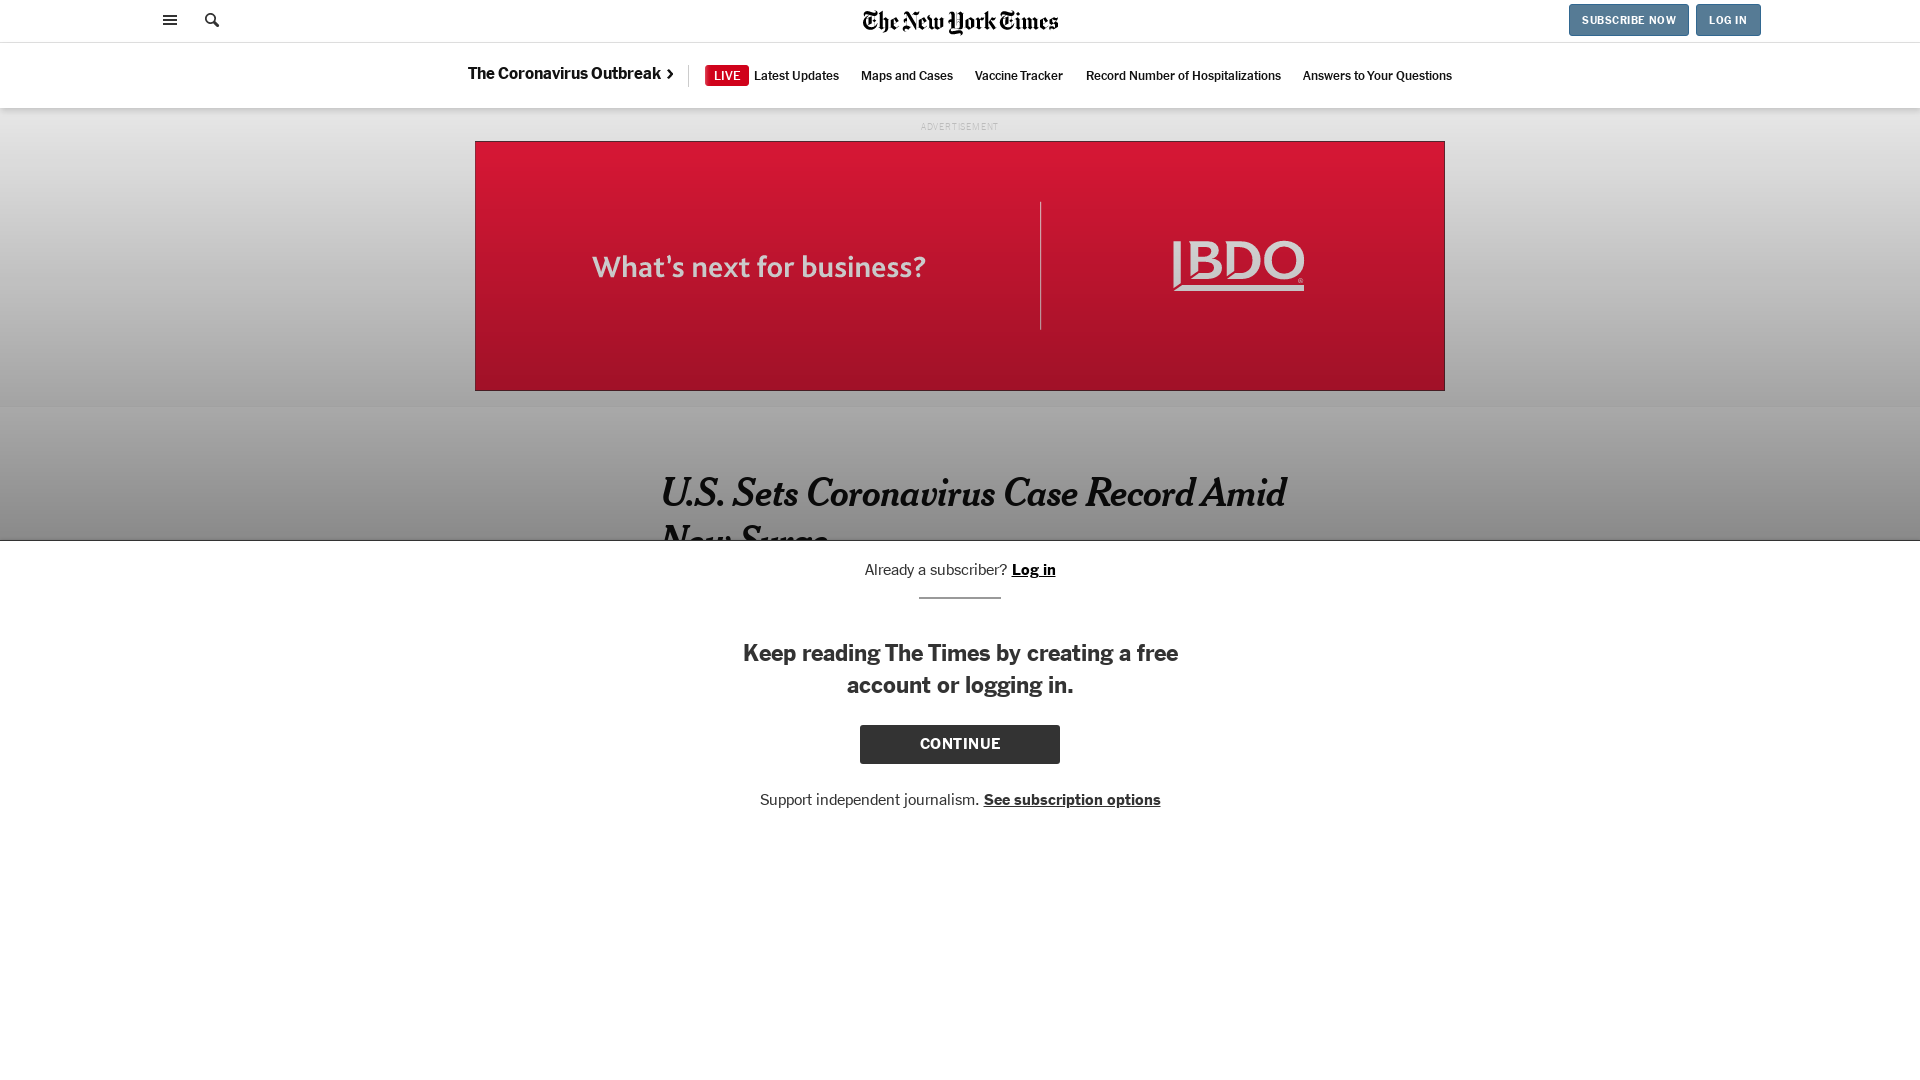 The New York Times
SUBSCRIBE NOW
LOG IN
The Coronavirus Outbreak
LIVE Latest Updates
Maps and Cases
Vaccine Tracker
Record Number of Hospitalizations
Answers to Your Questions
ADVERTISEMENT
What's next for business?
BDO
U.S. Sets Coronavirus Case Record Amid
New Surge
Already a subscriber? Log in
Keep reading The Times by creating a free
account or logging in.
CONTINUE
Support independent journalism. See subscription options